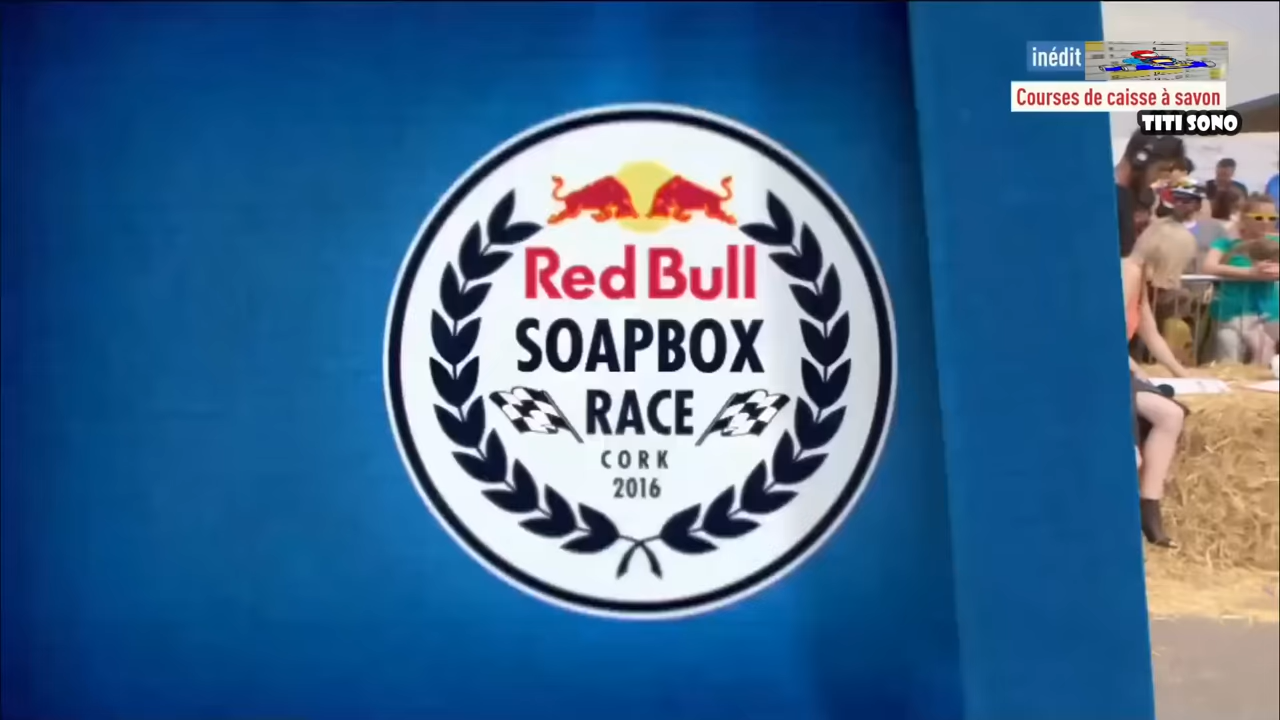 inédit
Courses de caisse à savon
TITI SONO
Red Bull
SOAPBOX
RACE
CORK
2016